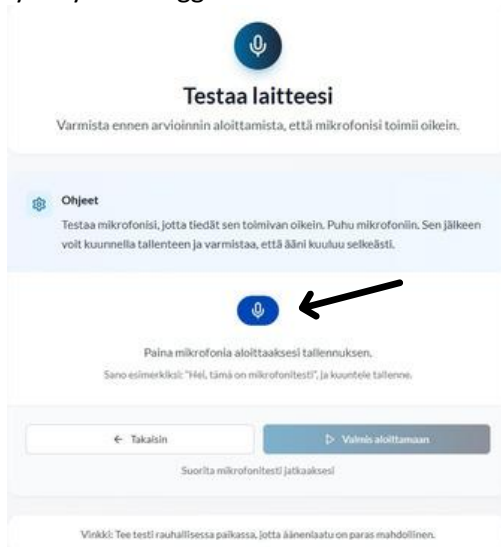 Testaa laitteesi
Varmista ennen arvioinnin aloittamista, että mikrofonisi toimii oikein.
Ohjeet
Testaa mikrofonisi, jotta tiedät sen toimivan oikein. Puhu mikrofoniin. Sen jälkeen
voit kuunnella tallenteen ja varmistaa, että ääni kuuluu selkeästi.
Paina mikrofonia aloittaaksesi tallennuksen.
Sano esimerkiksi: "Hei, tämä on mikrofonitesti", ja kuuntele tallenne.
← Takaisin
Valmis aloittamaan
Suorita mikrofonitesti jatkaaksesi
Vinkki: Tee testi rauhallisessa paikassa, jotta äänenlaatu on paras mahdollinen.